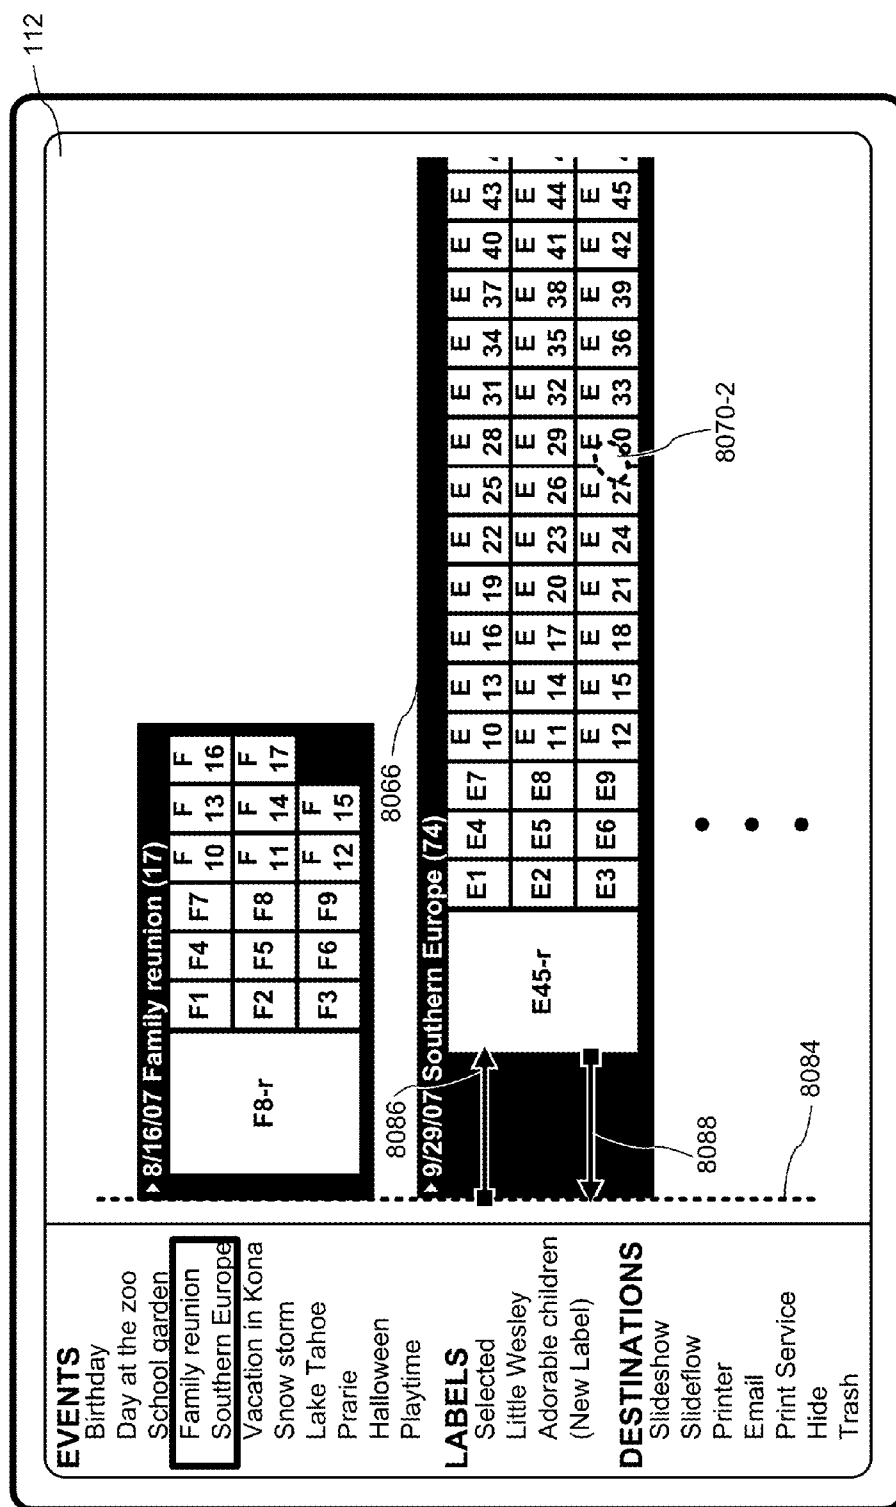 112
EVENTS
Birthday
Day at the zoo
School garden
Family reunion
Southern Europe
Vacation in Kona
Snow storm
Lake Tahoe
Prarie
Halloween
Playtime
LABELS
Selected
Little Wesley
Adorable children
(New Label)
DESTINATIONS
Slideshow
Slideflow
Printer
Email
Print Service
Hide
Trash
8/16/07 Family reunion (17)
F8-r
F1 F4 F7 F 10 F 13 F 16
F2 F5 F8 F 11 F 14 F 17
F3 F6 F9 F 12 F 15
8066
8086
9/29/07 Southern Europe (74)
E45-r
E1 E4 E7 E 10 E 13 E 16 E 19 E 22 E 25 E 28 E 31 E 34 E 37 E 40 E 43
E2 E5 E8 E 11 E 14 E 17 E 20 E 23 E 26 E 29 E 32 E 35 E 38 E 41 E 44
E3 E6 E9 E 12 E 15 E 18 E 21 E 24 E 27 E 30 E 33 E 36 E 39 E 42 E 45
8088
8084
8070-2